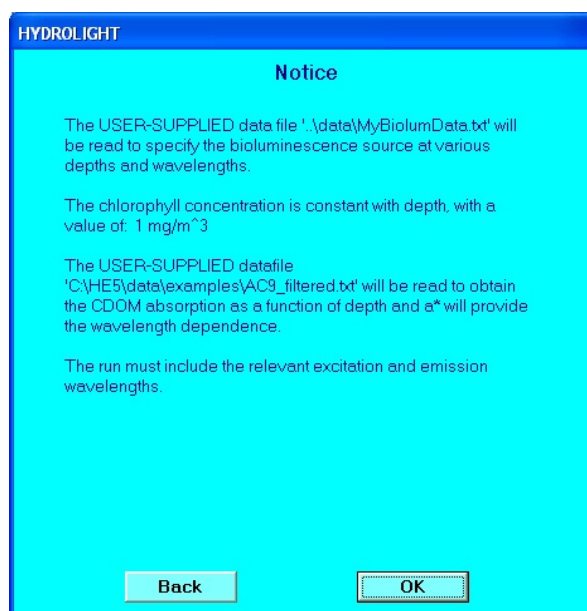 HYDROLIGHT
Notice
The USER-SUPPLIED data file '..\data\MyBiolumData.txt' will
be read to specify the bioluminescence source at various
depths and wavelengths.
The chlorophyll concentration is constant with depth, with a
value of: 1 mg/m^3
The USER-SUPPLIED datafile
'C:\HE5\data\examples\AC9_filtered.txt' will be read to obtain
the CDOM absorption as a function of depth and a* will provide
the wavelength dependence.
The run must include the relevant excitation and emission
wavelengths.
Back
OK